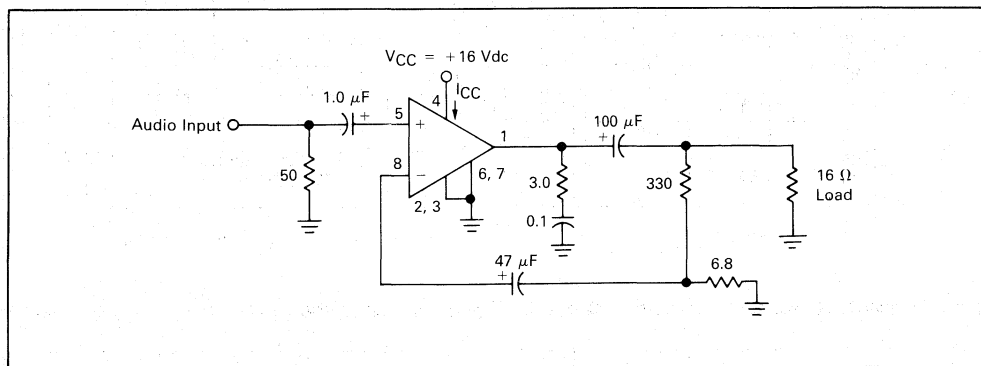 VCC = +16 Vdc
ICC
4
1.0 μF
+
Audio Input
5
+
1
100 μF
+
50
8
−
6, 7
3.0
330
16 Ω
Load
2, 3
0.1
47 μF
+
6.8